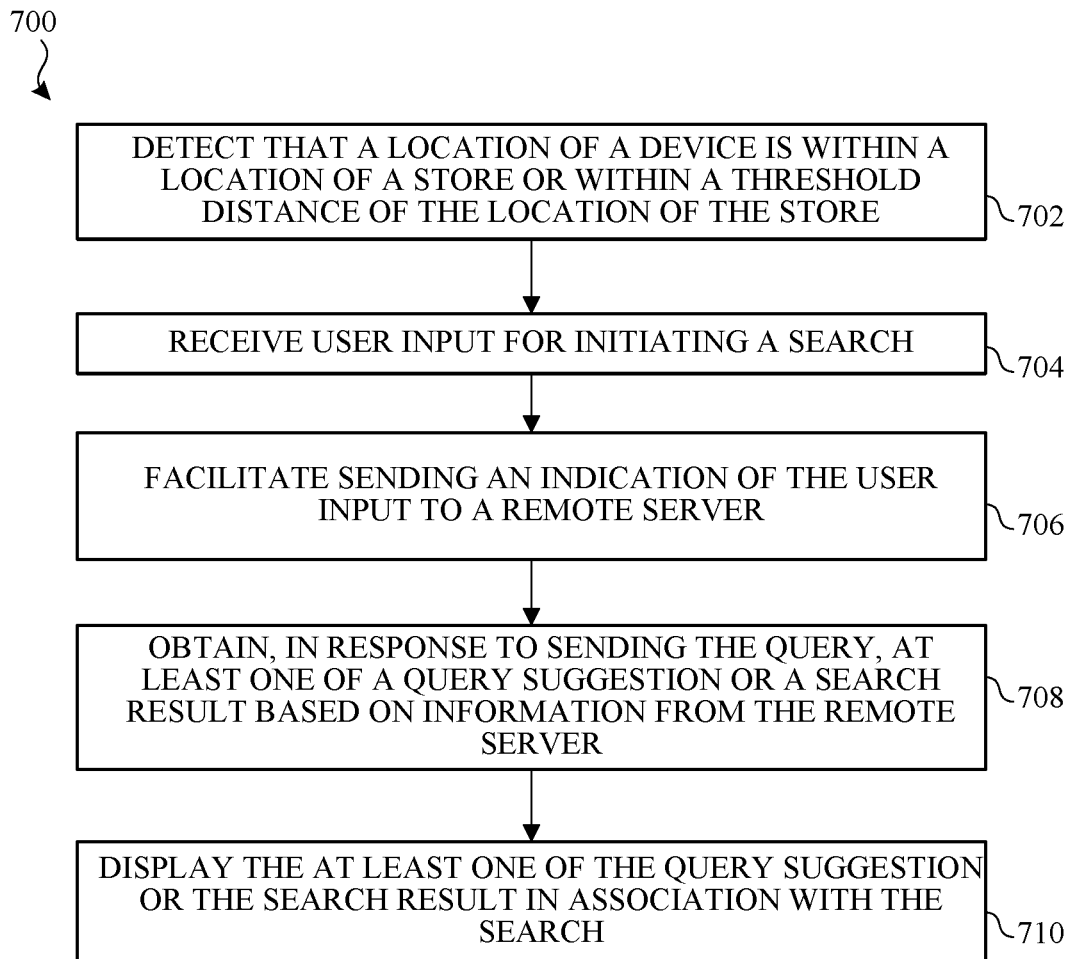 700
DETECT THAT A LOCATION OF A DEVICE IS WITHIN A
LOCATION OF A STORE OR WITHIN A THRESHOLD
DISTANCE OF THE LOCATION OF THE STORE
702
RECEIVE USER INPUT FOR INITIATING A SEARCH
704
FACILITATE SENDING AN INDICATION OF THE USER
INPUT TO A REMOTE SERVER
706
OBTAIN, IN RESPONSE TO SENDING THE QUERY, AT
LEAST ONE OF A QUERY SUGGESTION OR A SEARCH
RESULT BASED ON INFORMATION FROM THE REMOTE
SERVER
708
DISPLAY THE AT LEAST ONE OF THE QUERY SUGGESTION
OR THE SEARCH RESULT IN ASSOCIATION WITH THE
SEARCH
710